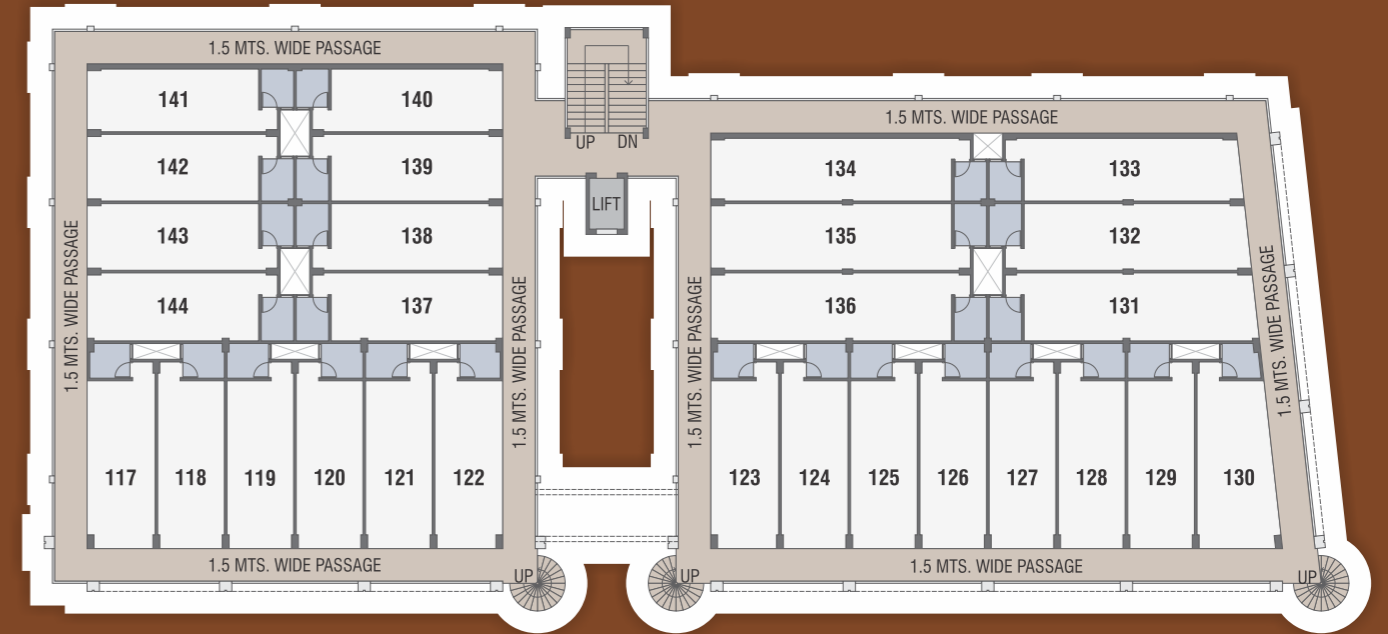 1.5 MTS. WIDE PASSAGE
141
140
142
139
143
138
144
137
1.5 MTS. WIDE PASSAGE
1.5 MTS. WIDE PASSAGE
117
118
119
120
121
122
1.5 MTS. WIDE PASSAGE
UP
UP DN
LIFT
1.5 MTS. WIDE PASSAGE
134
133
135
132
136
131
1.5 MTS. WIDE PASSAGE
1.5 MTS. WIDE PASSAGE
123
124
125
126
127
128
129
130
UP
1.5 MTS. WIDE PASSAGE
UP